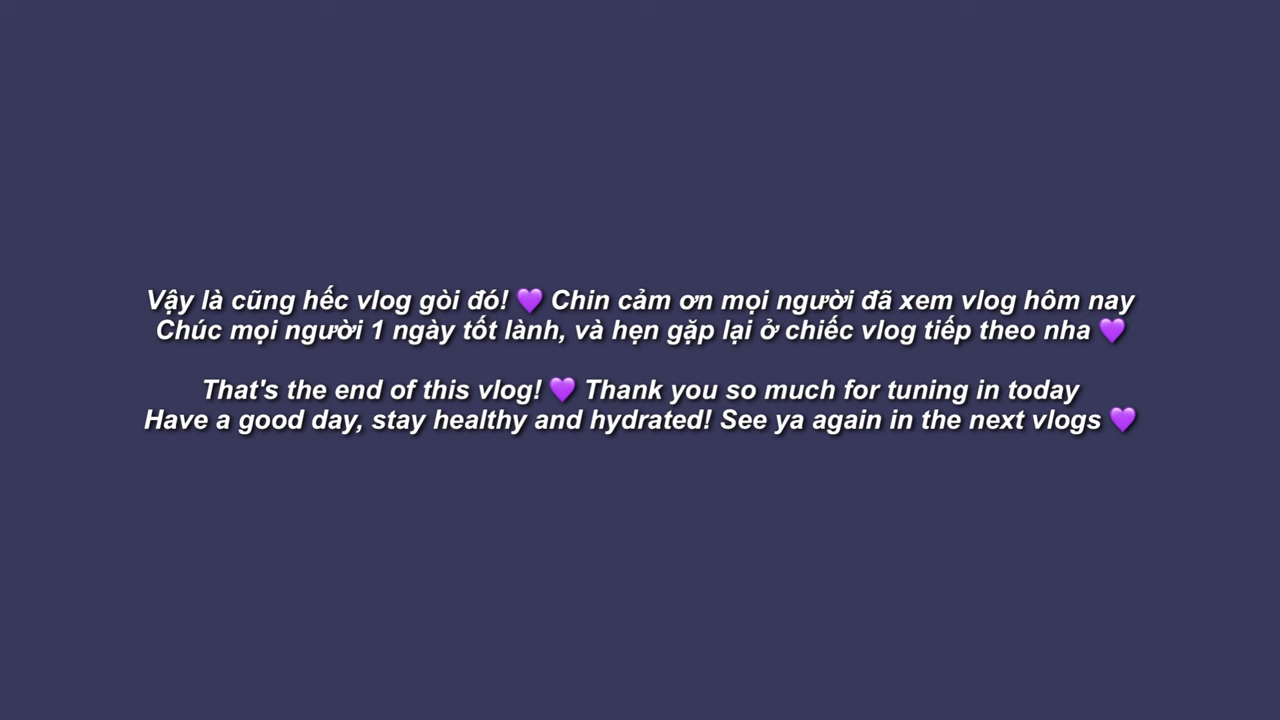 Vậy là cũng hếc vlog gòi đó! 💜 Chin cảm ơn mọi người đã xem vlog hôm nay
Chúc mọi người 1 ngày tốt lành, và hẹn gặp lại ở chiếc vlog tiếp theo nha 💜
That's the end of this vlog! 💜 Thank you so much for tuning in today
Have a good day, stay healthy and hydrated! See ya again in the next vlogs 💜